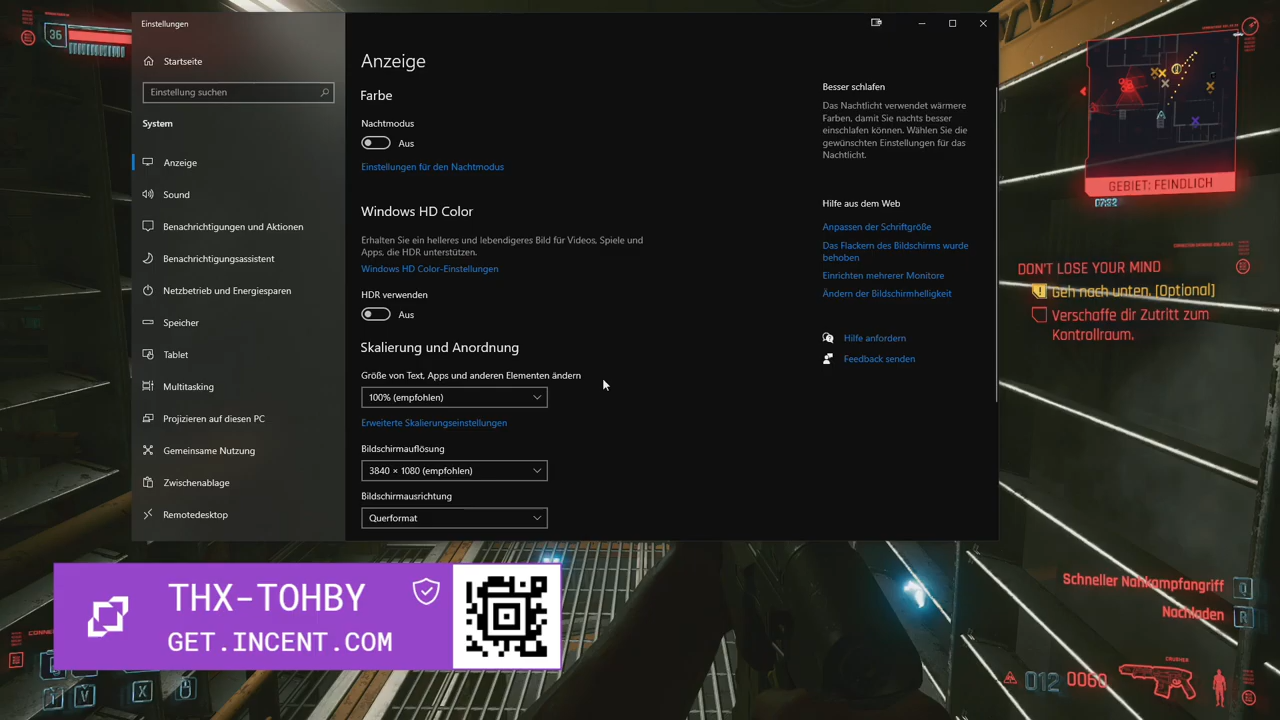 Einstellungen
Startseite
Einstellung suchen
System
Anzeige
Sound
Benachrichtigungen und Aktionen
Benachrichtigungsassistent
Netzbetrieb und Energiesparen
Speicher
Tablet
Multitasking
Projizieren auf diesen PC
Gemeinsame Nutzung
Zwischenablage
Remotedesktop
Anzeige
Farbe
Nachtmodus
Aus
Einstellungen für den Nachtmodus
Windows HD Color
Erhalten Sie ein helleres und lebendigeres Bild für Videos, Spiele und
Apps, die HDR unterstützen.
Windows HD Color-Einstellungen
HDR verwenden
Aus
Skalierung und Anordnung
Größe von Text, Apps und anderen Elementen ändern
100% (empfohlen)
Erweiterte Skalierungseinstellungen
Bildschirmauflösung
3840 × 1080 (empfohlen)
Bildschirmausrichtung
Querformat
Besser schlafen
Das Nachtlicht verwendet wärmere
Farben, damit Sie nachts besser
einschlafen können. Wählen Sie die
gewünschten Einstellungen für das
Nachtlicht.
Hilfe aus dem Web
Anpassen der Schriftgröße
Das Flackern des Bildschirms wurde
behoben
Einrichten mehrerer Monitore
Ändern der Bildschirmhelligkeit
Hilfe anfordern
Feedback senden
36
GEBIET: FEINDLICH
DON'T LOSE YOUR MIND
Geh nach unten. [Optional]
Verschaffe dir Zutritt zum
Kontrollraum.
Schneller Nahkampfangriff Q
Nachladen R
CRUSHER
012 0060
THX-TOHBY
GET.INCENT.COM
Y
X